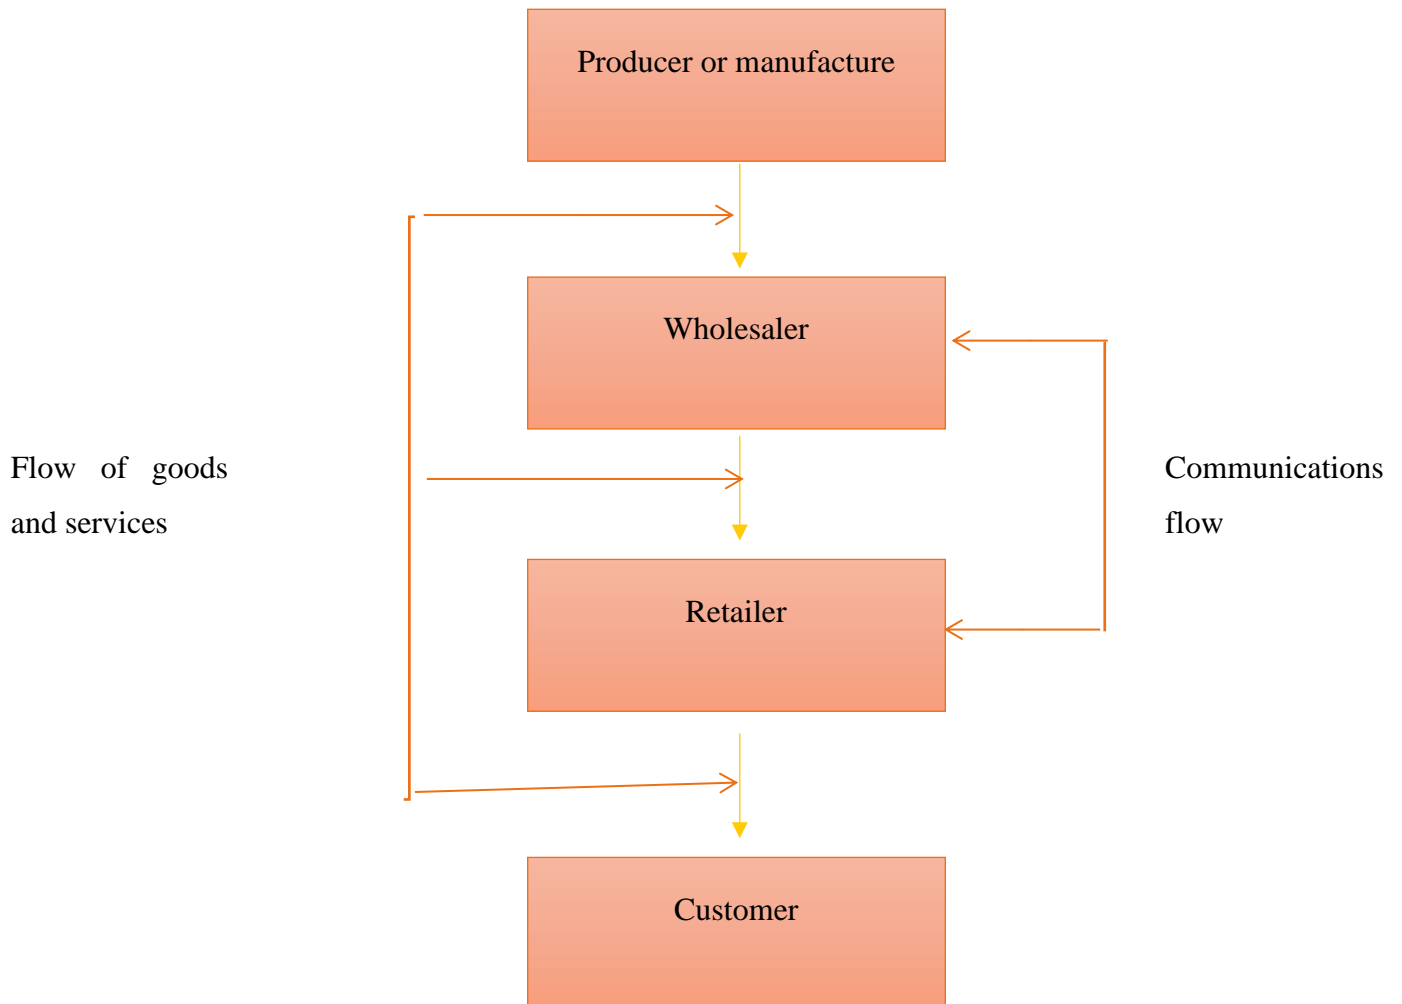 Producer or manufacture
Wholesaler
Flow of goods
and services
Communications
flow
Retailer
Customer